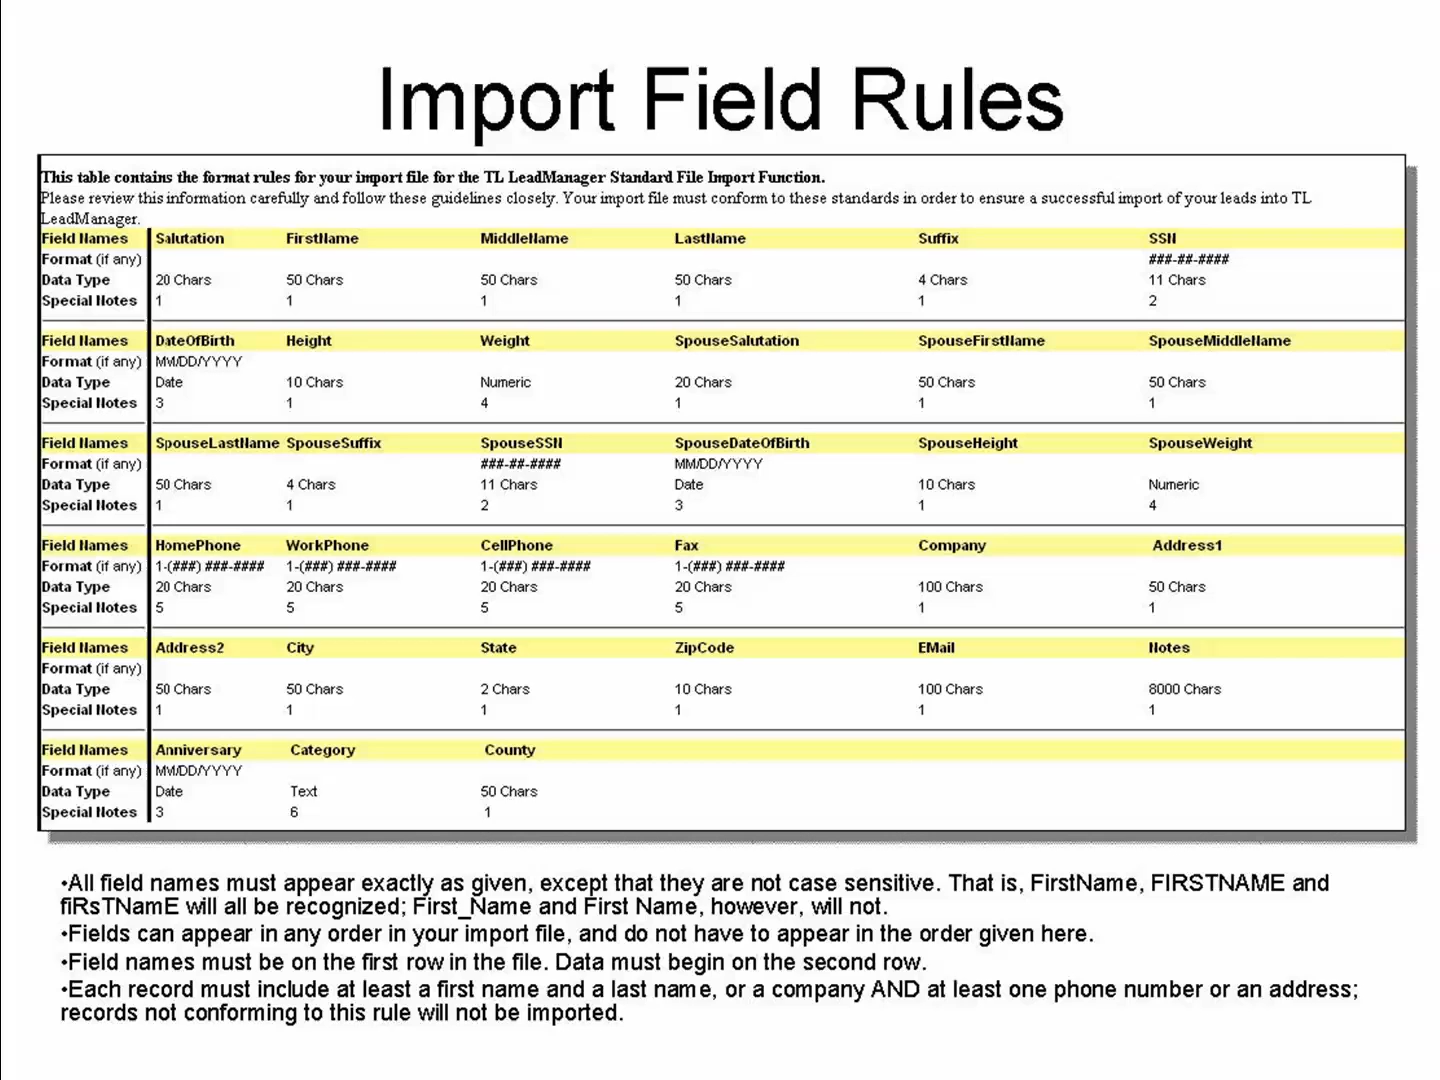 Import Field Rules
This table contains the format rules for your import file for the TL LeadManager Standard File Import Function.
Please review this information carefully and follow these guidelines closely. Your import file must conform to these standards in order to ensure a successful import of your leads into TL
LeadManager.
Field Names Salutation FirstName MiddleName LastName Suffix SSN
Format (if any) ###-##-####
Data Type 20 Chars 50 Chars 50 Chars 50 Chars 4 Chars 11 Chars
Special Notes 1 1 1 1 1 2
Field Names DateOfBirth Height Weight SpouseSalutation SpouseFirstName SpouseMiddleName
Format (if any) MM/DD/YYYY
Data Type Date 10 Chars Numeric 20 Chars 50 Chars 50 Chars
Special Notes 3 1 4 1 1 1
Field Names SpouseLastName SpouseSuffix SpouseSSN SpouseDateOfBirth SpouseHeight SpouseWeight
Format (if any) ###-##-#### MM/DD/YYYY
Data Type 50 Chars 4 Chars 11 Chars Date 10 Chars Numeric
Special Notes 1 1 2 3 1 4
Field Names HomePhone WorkPhone CellPhone Fax Company Address1
Format (if any) 1-(###) ###-#### 1-(###) ###-#### 1-(###) ###-#### 1-(###) ###-####
Data Type 20 Chars 20 Chars 20 Chars 20 Chars 100 Chars 50 Chars
Special Notes 5 5 5 5 1 1
Field Names Address2 City State ZipCode EMail Notes
Format (if any)
Data Type 50 Chars 50 Chars 2 Chars 10 Chars 100 Chars 8000 Chars
Special Notes 1 1 1 1 1 1
Field Names Anniversary Category County
Format (if any) MM/DD/YYYY
Data Type Date Text 50 Chars
Special Notes 3 6 1
•All field names must appear exactly as given, except that they are not case sensitive. That is, FirstName, FIRSTNAME and
fiRsTNamE will all be recognized; First_Name and First Name, however, will not.
•Fields can appear in any order in your import file, and do not have to appear in the order given here.
•Field names must be on the first row in the file. Data must begin on the second row.
•Each record must include at least a first name and a last name, or a company AND at least one phone number or an address;
records not conforming to this rule will not be imported.